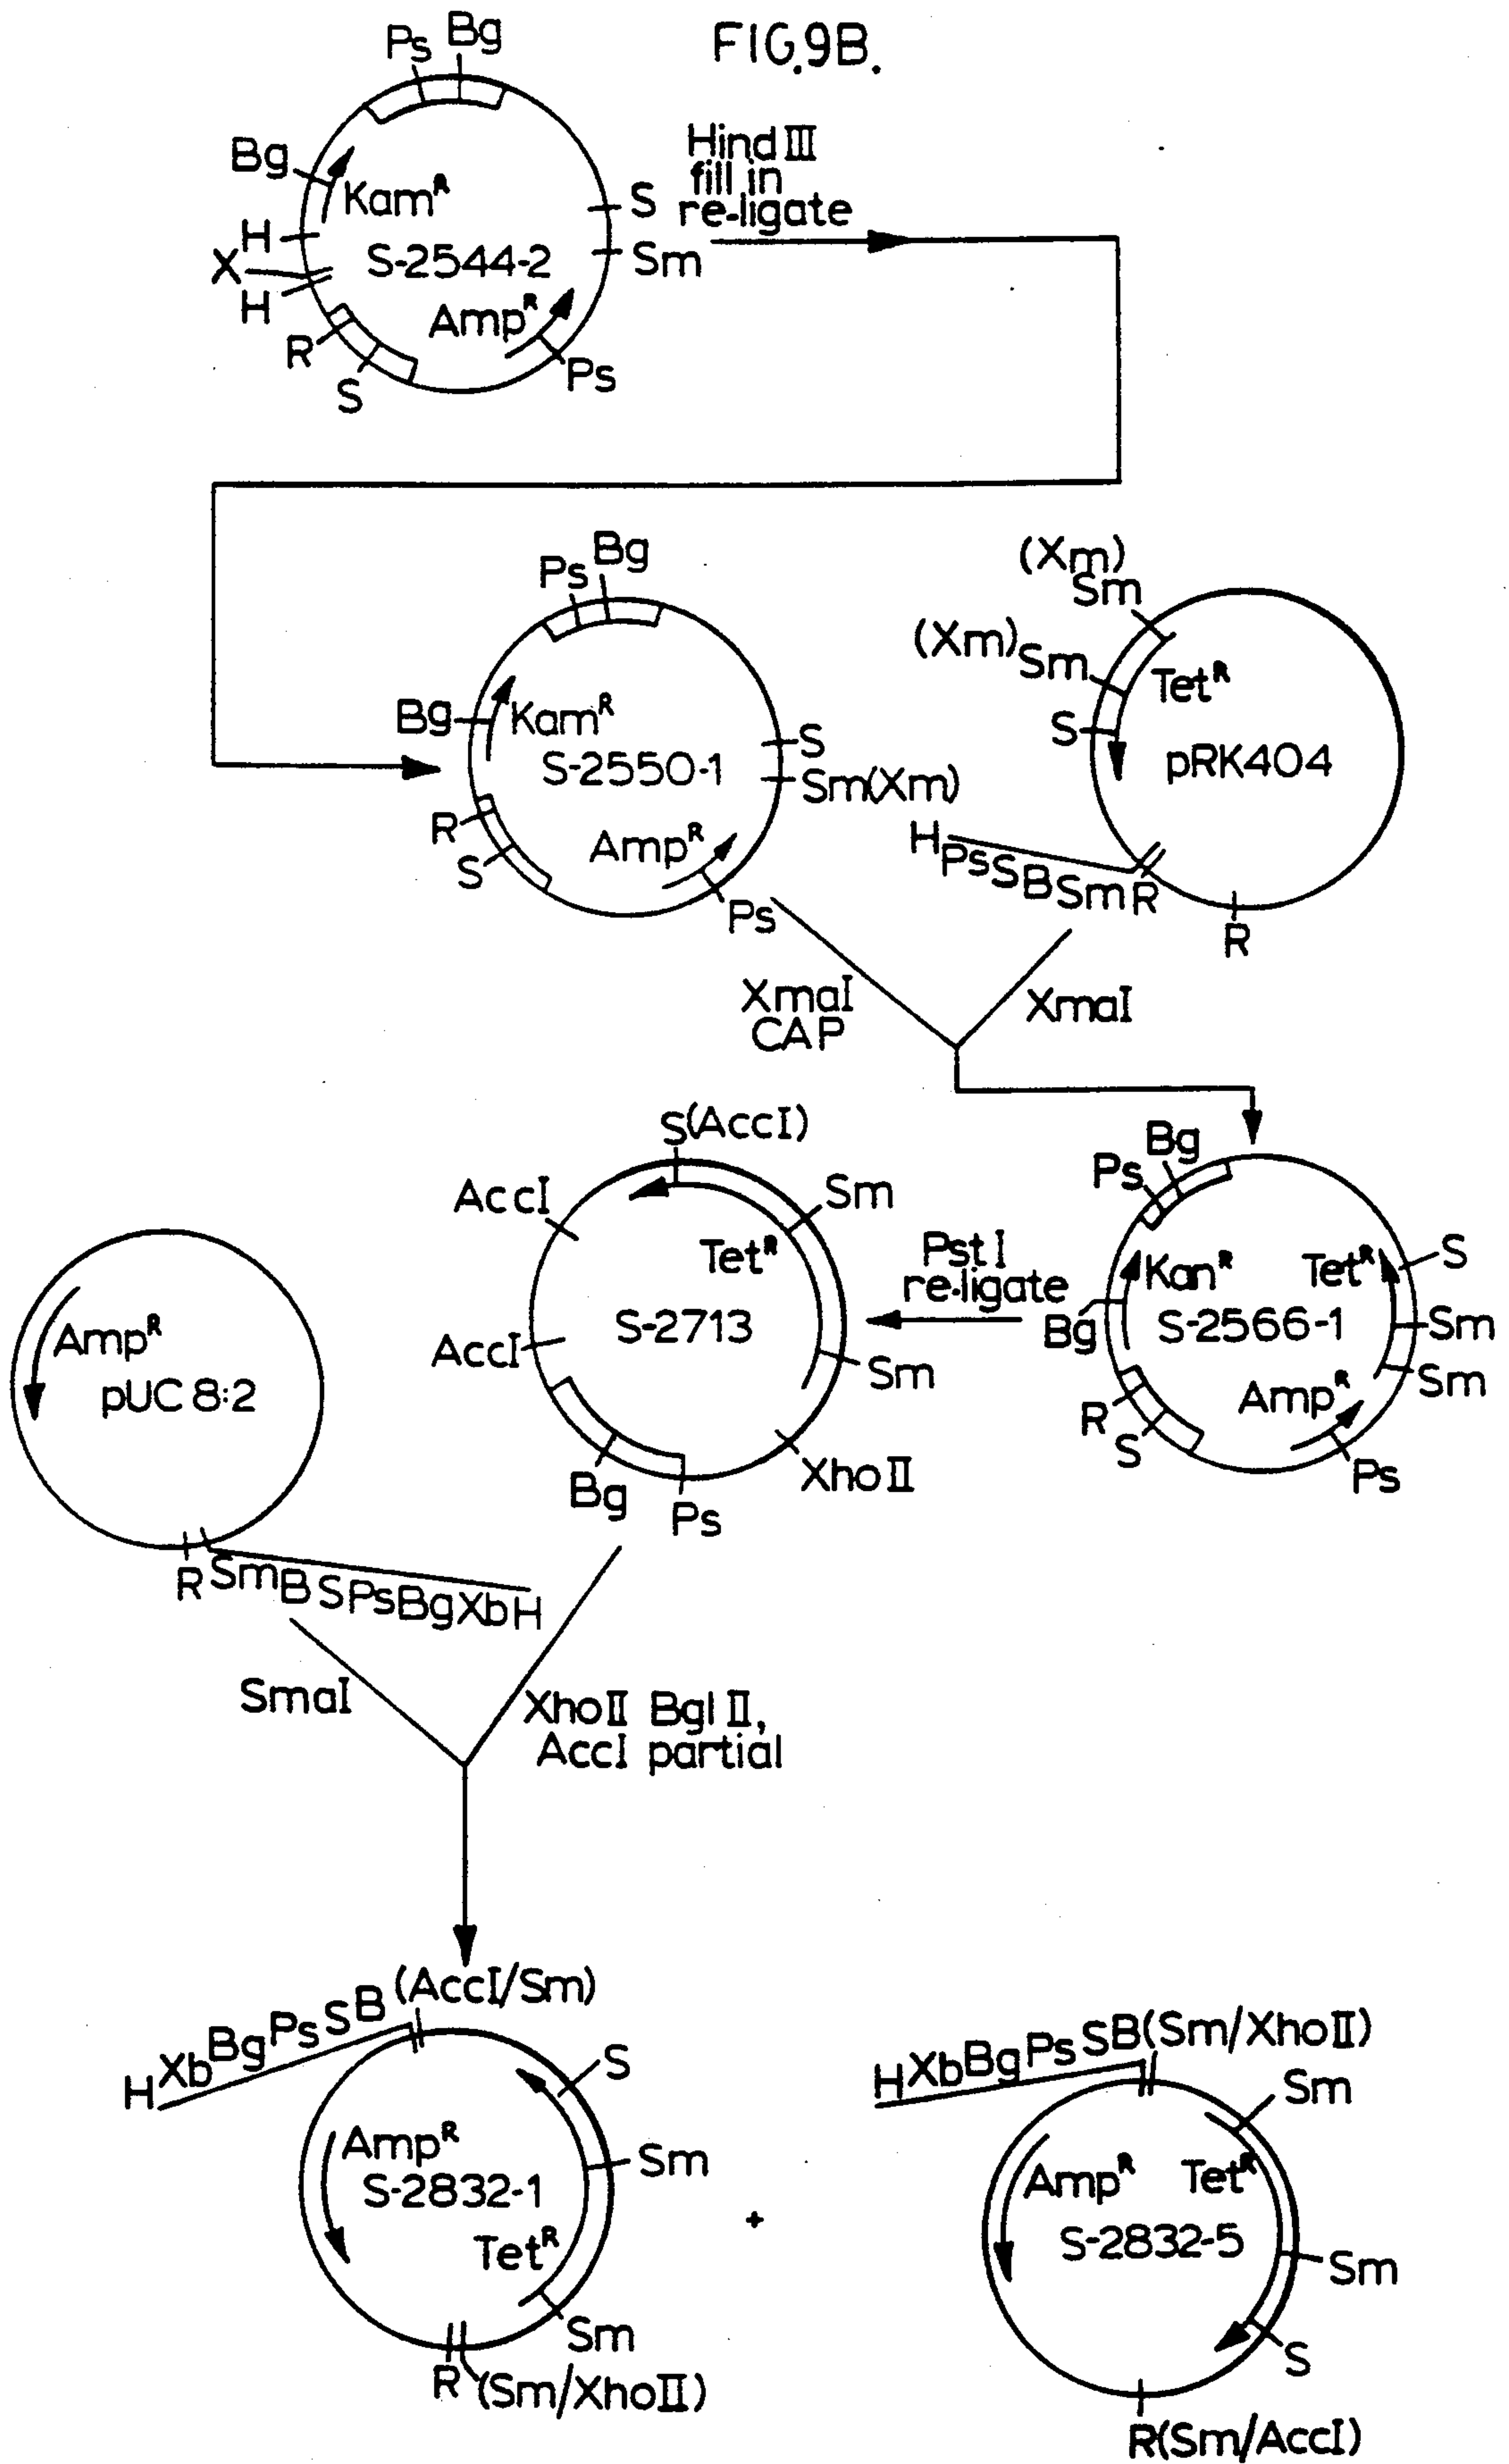 FIG.9B.
Ps Bg
Bg
Kam^R
H
X
H
S-2544-2
Amp^R
R
S
Ps
S
Sm
Hind III
fill in
re-ligate
Ps Bg
Bg
Kam^R
S-2550-1
R
S
Amp^R
Ps
S
Sm(Xm)
(Xm)
Sm
(Xm) Sm
S
Tet^R
pRK404
H Ps S B Sm R
R
XmaI
CAP
XmaI
S(AccI)
AccI
Sm
Tet^R
S-2713
AccI
Sm
Bg
Ps
XhoII
PstI
re-ligate
Ps Bg
Kan^R
Tet^R
S
Bg
S-2566-1
Sm
Sm
R
S
Amp^R
Ps
Amp^R
pUC 8:2
R Sm B S Ps Bg Xb H
SmaI
XhoII BglII,
AccI partial
H Xb Bg Ps S B (AccI/Sm)
S
Amp^R
S-2832-1
Sm
Tet^R
Sm
R (Sm/XhoII)
+
H Xb Bg Ps S B (Sm/XhoII)
Sm
Amp^R
Tet^R
S-2832-5
Sm
S
R(Sm/AccI)